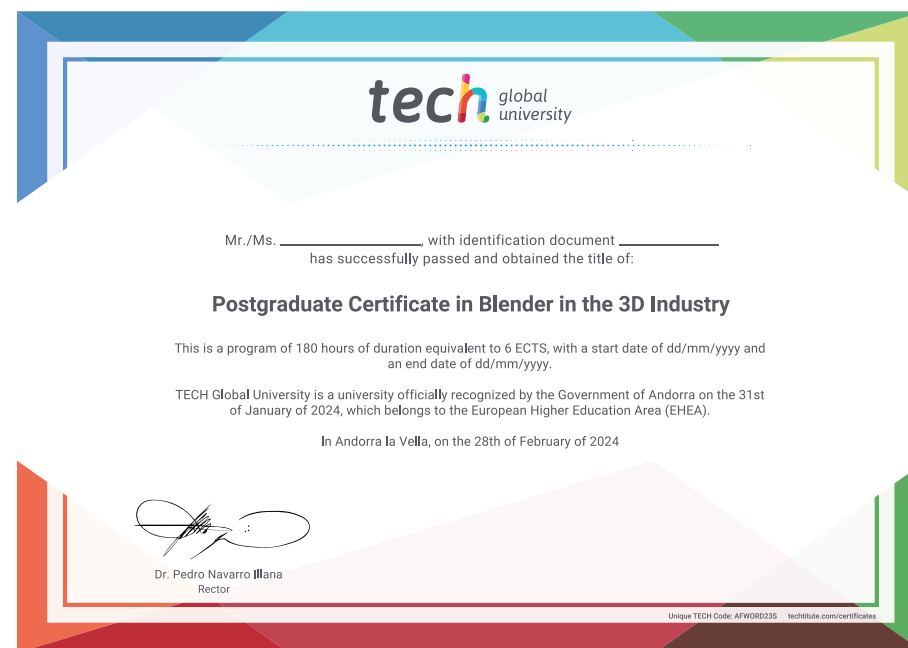 tech global
university
Mr./Ms. ____________________, with identification document ______________
has successfully passed and obtained the title of:
Postgraduate Certificate in Blender in the 3D Industry
This is a program of 180 hours of duration equivalent to 6 ECTS, with a start date of dd/mm/yyyy and
an end date of dd/mm/yyyy.
TECH Global University is a university officially recognized by the Government of Andorra on the 31st
of January of 2024, which belongs to the European Higher Education Area (EHEA).
In Andorra la Vella, on the 28th of February of 2024
Dr. Pedro Navarro Illana
Rector
Unique TECH Code: AFWORD23S techtitute.com/certificates